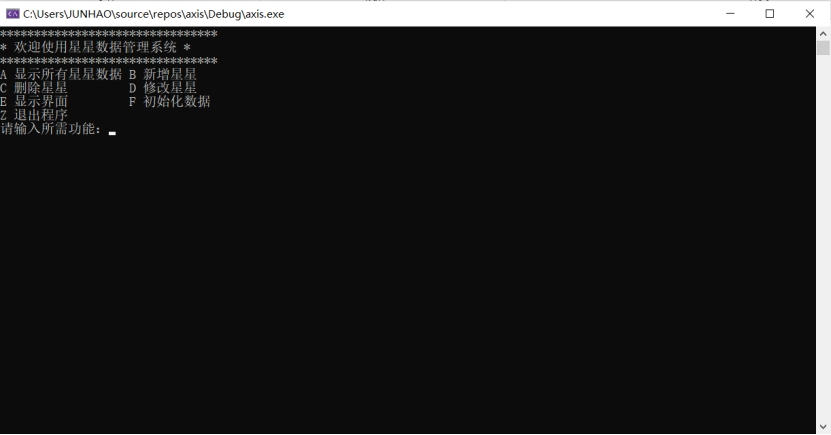 C:\Users\JUNHAO\source\repos\axis\Debug\axis.exe
********************************
* 欢迎使用星星数据管理系统 *
********************************
A 显示所有星星数据 B 新增星星
C 删除星星 D 修改星星
E 显示界面 F 初始化数据
Z 退出程序
请输入所需功能：